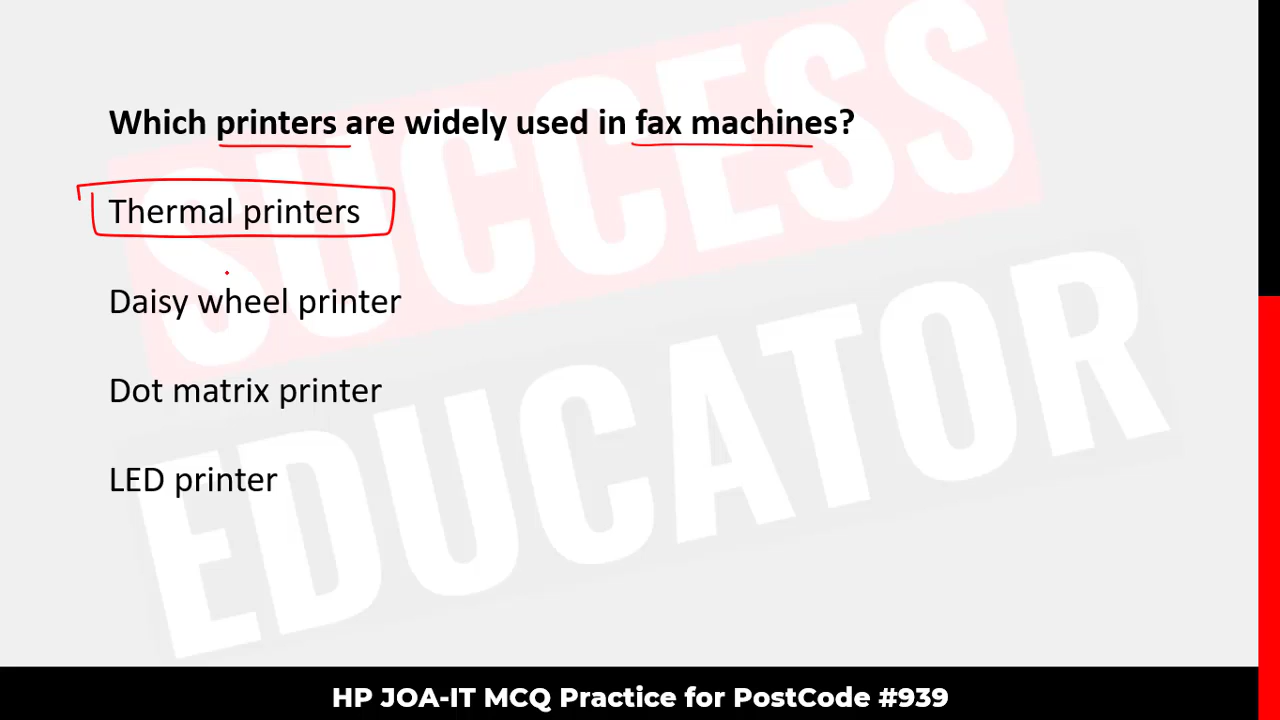 SUCCESS
EDUCATOR
Which printers are widely used in fax machines?
Thermal printers
Daisy wheel printer
Dot matrix printer
LED printer
HP JOA-IT MCQ Practice for PostCode #939